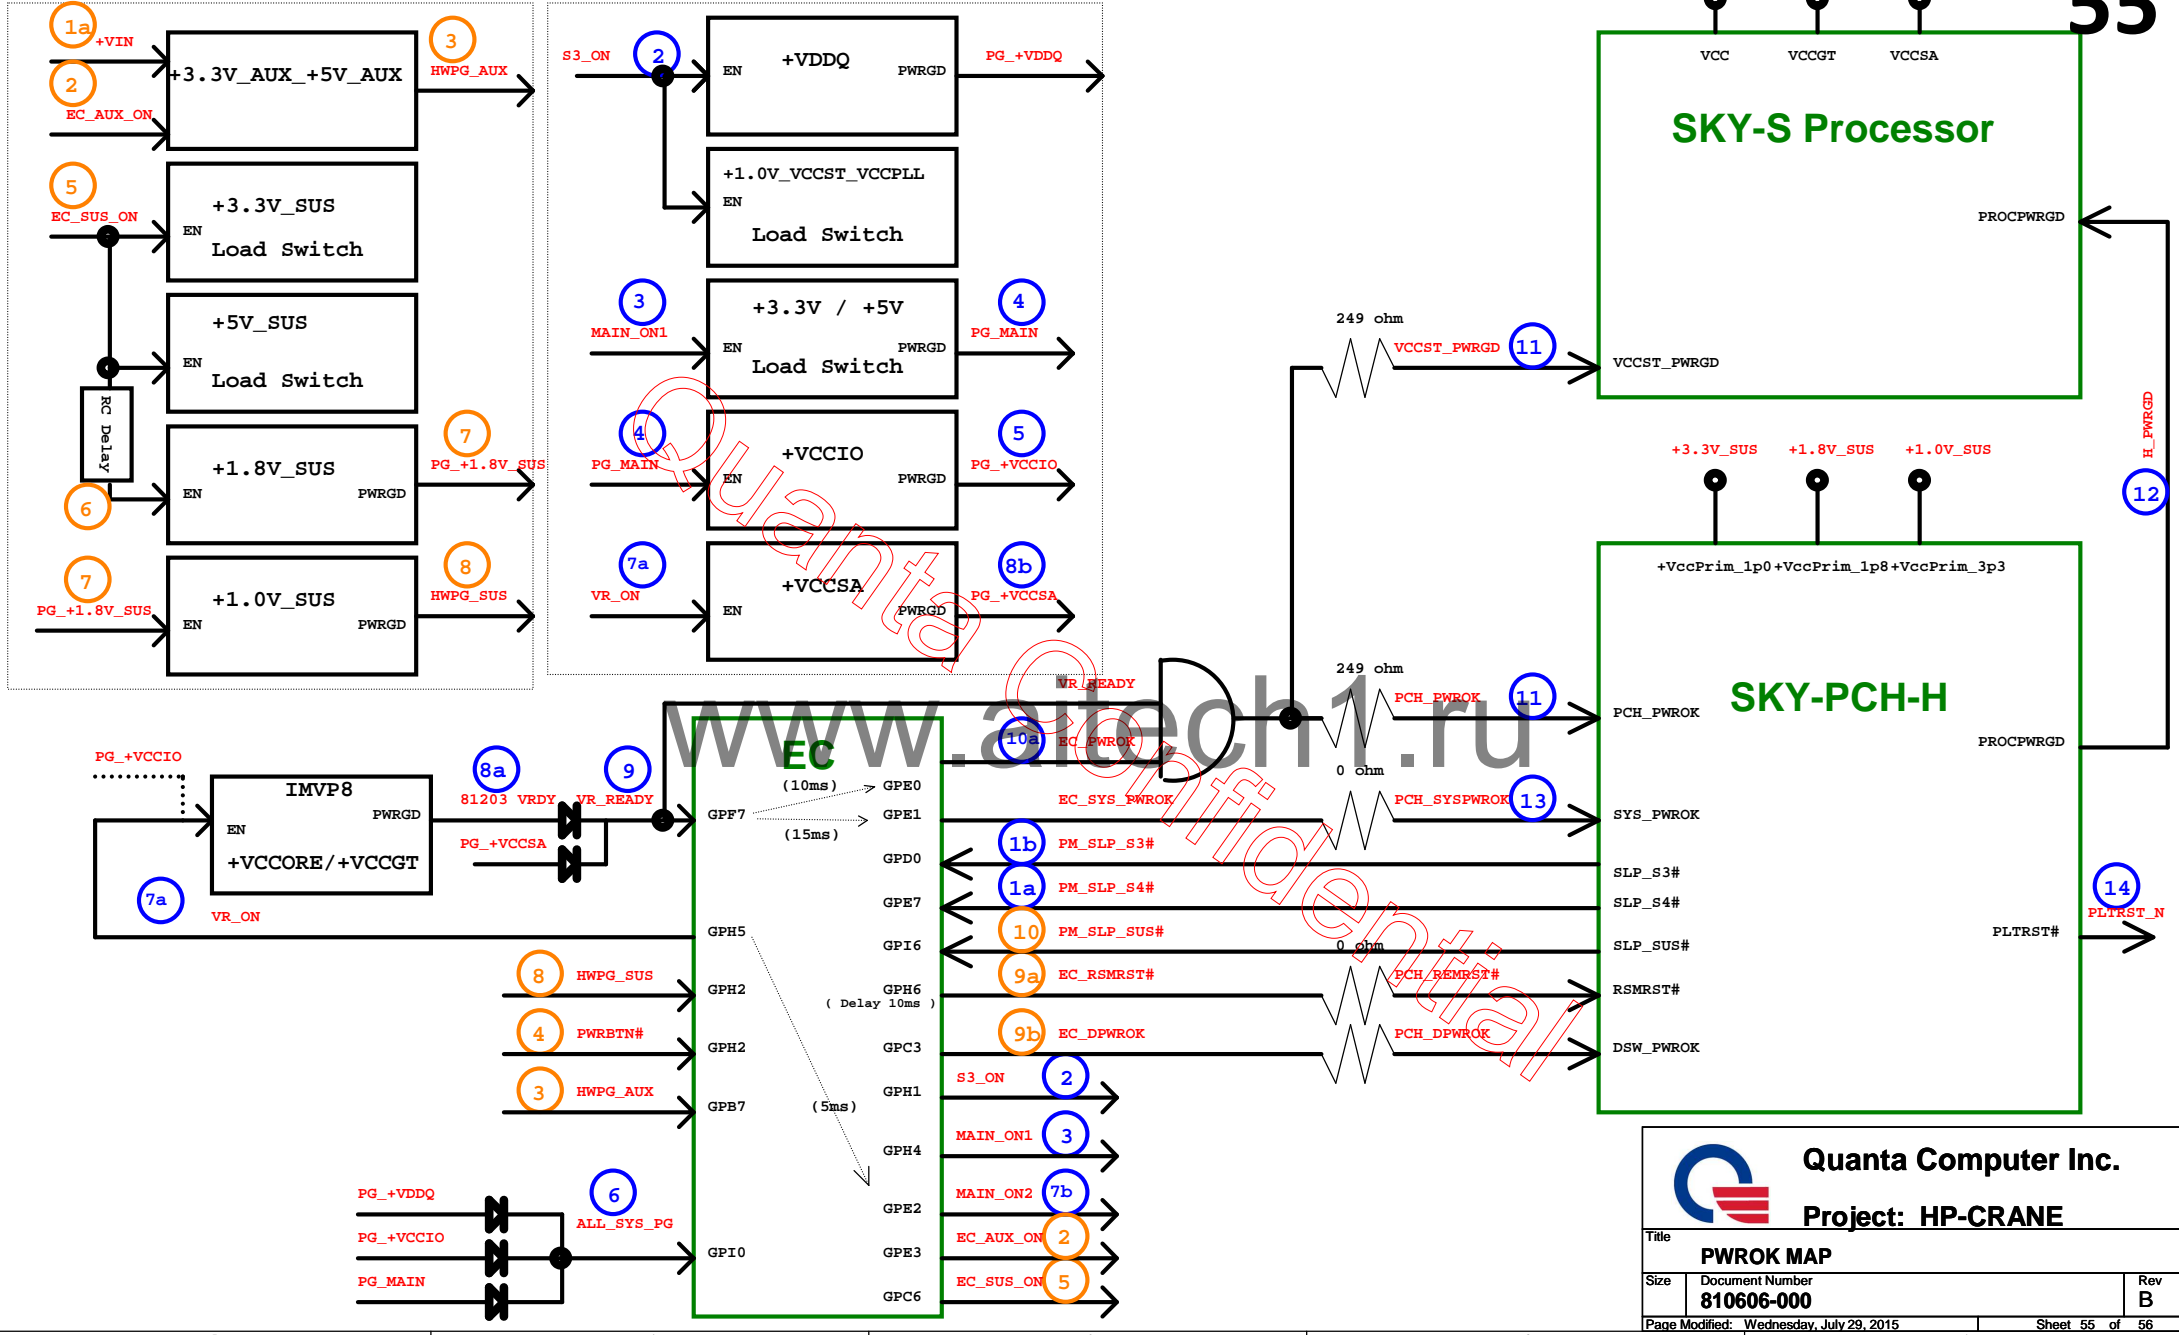 55
1a
+VIN
2
EC_AUX_ON
+3.3V_AUX_+5V_AUX
3
HWPG_AUX
5
EC_SUS_ON
EN
+3.3V_SUS
Load Switch
EN
+5V_SUS
Load Switch
RC Delay
6
EN
+1.8V_SUS
PWRGD
7
PG_+1.8V_SUS
7
PG_+1.8V_SUS
EN
+1.0V_SUS
PWRGD
8
HWPG_SUS
S3_ON
2
EN
+VDDQ
PWRGD
PG_+VDDQ
+1.0V_VCCST_VCCPLL
EN
Load Switch
3
MAIN_ON1
EN
+3.3V / +5V
PWRGD
Load Switch
4
PG_MAIN
4
PG_MAIN
EN
+VCCIO
PWRGD
5
PG_+VCCIO
7a
VR_ON
EN
+VCCSA
PWRGD
8b
PG_+VCCSA
VCC
VCCGT
VCCSA
SKY-S Processor
PROCPWRGD
VCCST_PWRGD
249 ohm
VCCST_PWRGD
11
H_PWRGD
12
+3.3V_SUS
+1.8V_SUS
+1.0V_SUS
+VccPrim_1p0
+VccPrim_1p8
+VccPrim_3p3
SKY-PCH-H
PCH_PWROK
PROCPWRGD
SYS_PWROK
SLP_S3#
SLP_S4#
SLP_SUS#
PLTRST#
RSMRST#
DSW_PWROK
14
PLTRST_N
VR_READY
10a
EC_PWROK
249 ohm
PCH_PWROK
11
0 ohm
EC_SYS_PWROK
PCH_SYSPWROK
13
1b
PM_SLP_S3#
1a
PM_SLP_S4#
10
PM_SLP_SUS#
0 ohm
9a
EC_RSMRST#
PCH_REMRST#
9b
EC_DPWROK
PCH_DPWROK
S3_ON
2
MAIN_ON1
3
MAIN_ON2
7b
EC_AUX_ON
2
EC_SUS_ON
5
PG_+VCCIO
IMVP8
PWRGD
EN
+VCCORE/+VCCGT
7a
VR_ON
8a
81203 VRDY
9
VR_READY
PG_+VCCSA
8
HWPG_SUS
4
PWRBTN#
3
HWPG_AUX
PG_+VDDQ
PG_+VCCIO
PG_MAIN
6
ALL_SYS_PG
EC
(10ms)
GPE0
GPF7
GPE1
(15ms)
GPD0
GPE7
GPH5
GPI6
GPH2
GPH6
( Delay 10ms )
GPH2
GPC3
GPH1
GPB7
(5ms)
GPH4
GPE2
GPI0
GPE3
GPC6
Quanta Confidential
www.aitech1.ru
Quanta Computer Inc.
Project: HP-CRANE
Title
PWROK MAP
Size
Document Number
Rev
810606-000
B
Page Modified: Wednesday, July 29, 2015
Sheet 55 of 56